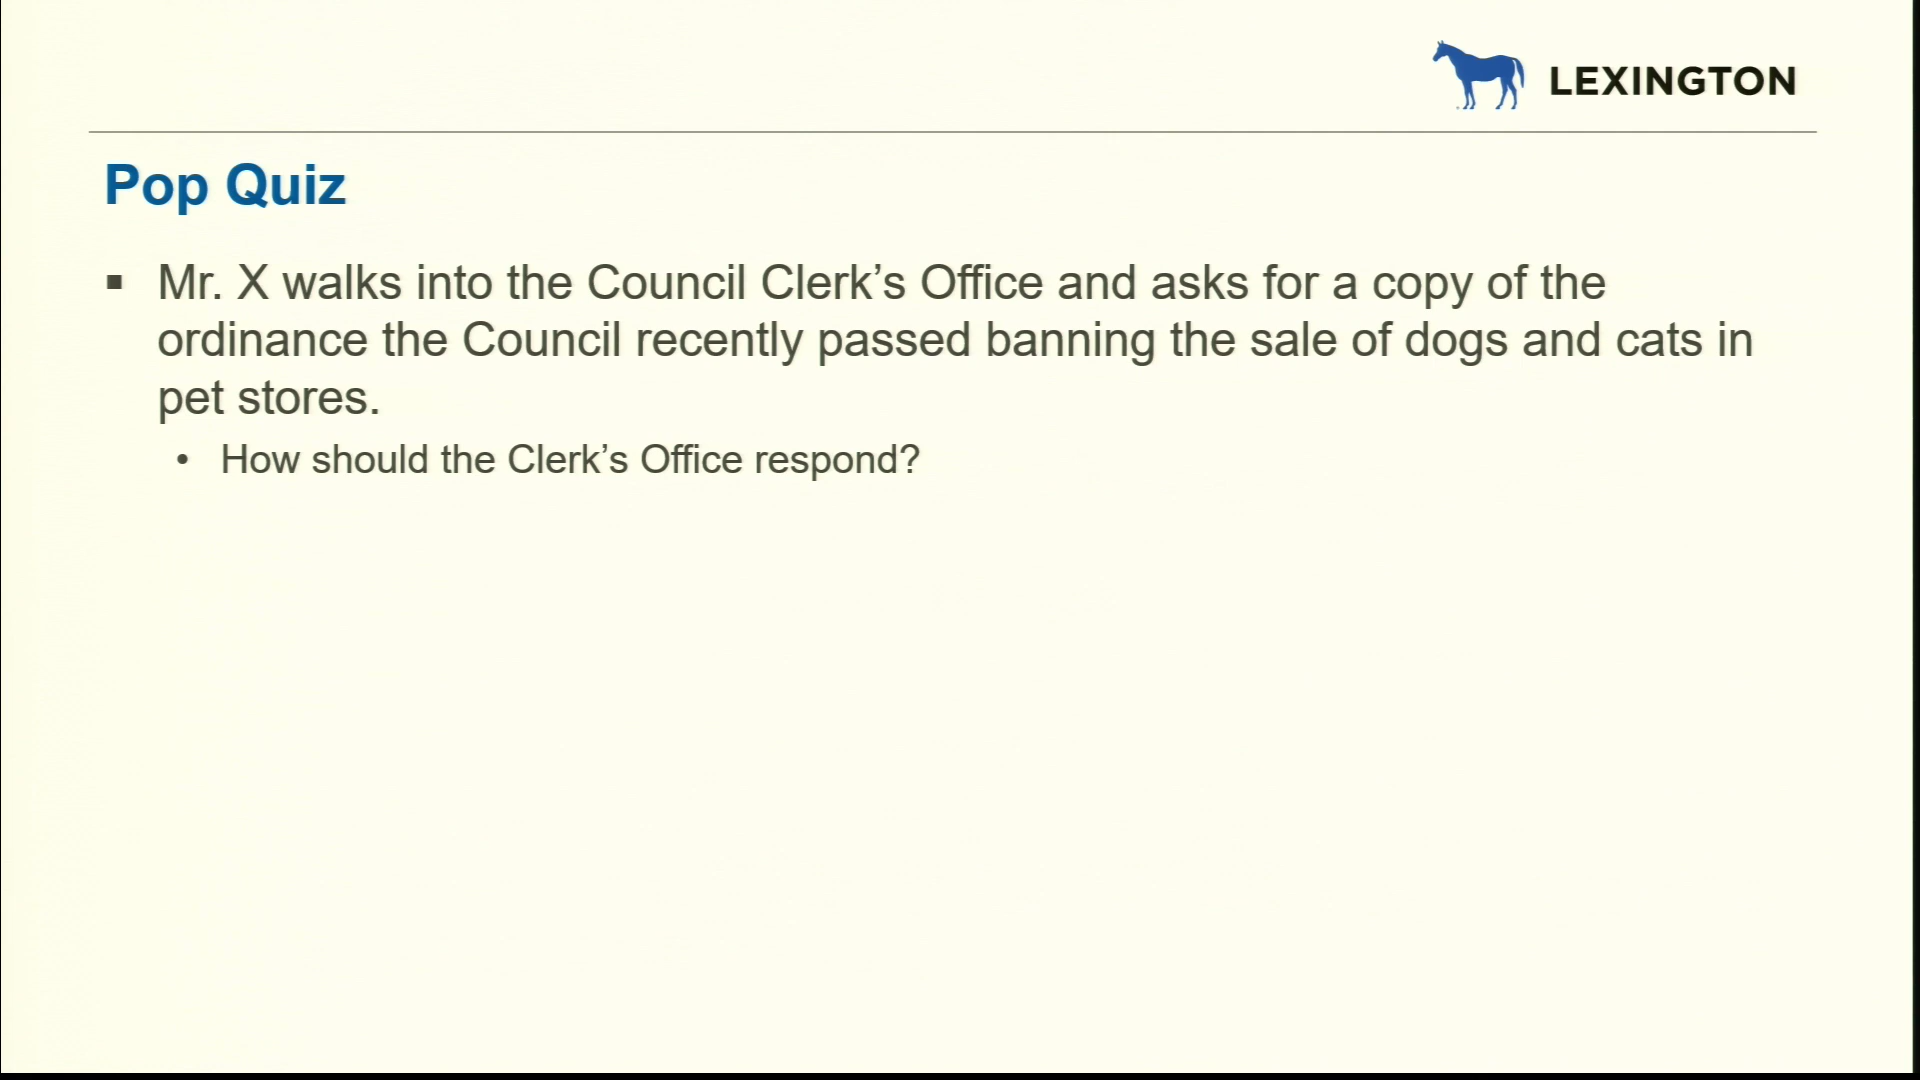 LEXINGTON
Pop Quiz
▪ Mr. X walks into the Council Clerk’s Office and asks for a copy of the
ordinance the Council recently passed banning the sale of dogs and cats in
pet stores.
• How should the Clerk’s Office respond?